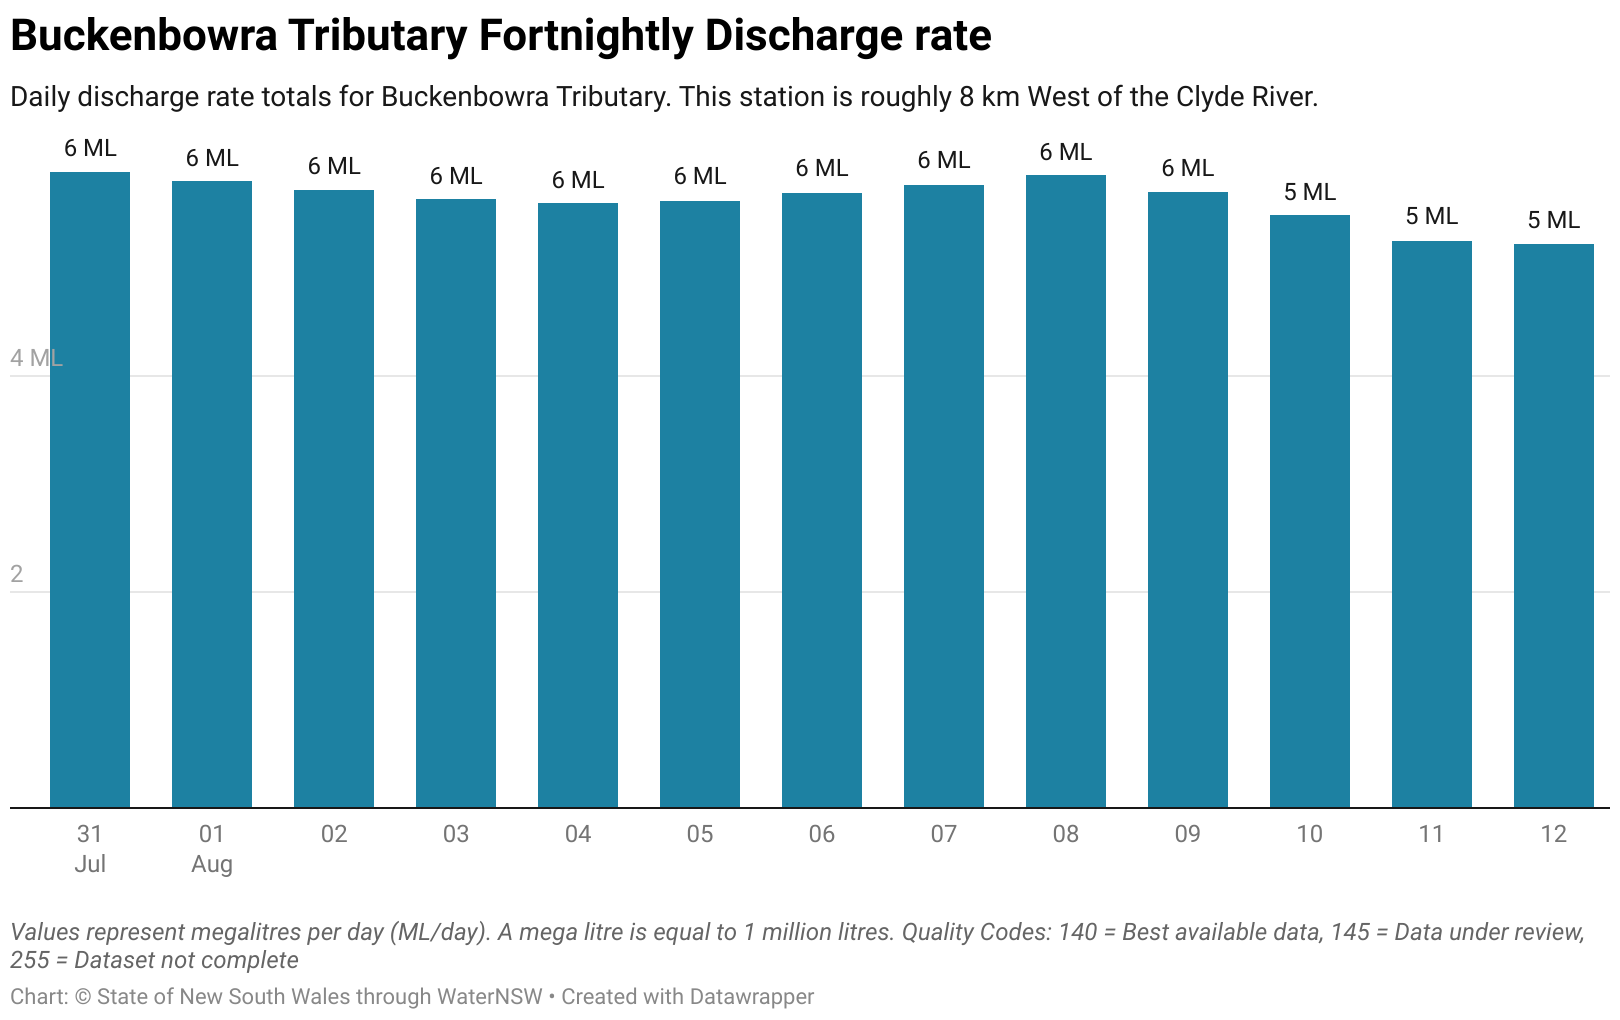 Buckenbowra Tributary Fortnightly Discharge rate
Daily discharge rate totals for Buckenbowra Tributary. This station is roughly 8 km West of the Clyde River.
6 ML 6 ML 6 ML 6 ML 6 ML 6 ML 6 ML 6 ML 6 ML 6 ML 5 ML 5 ML 5 ML
4 ML
2
31 01 02 03 04 05 06 07 08 09 10 11 12
Jul Aug
Values represent megalitres per day (ML/day). A mega litre is equal to 1 million litres. Quality Codes: 140 = Best available data, 145 = Data under review,
255 = Dataset not complete
Chart: © State of New South Wales through WaterNSW • Created with Datawrapper